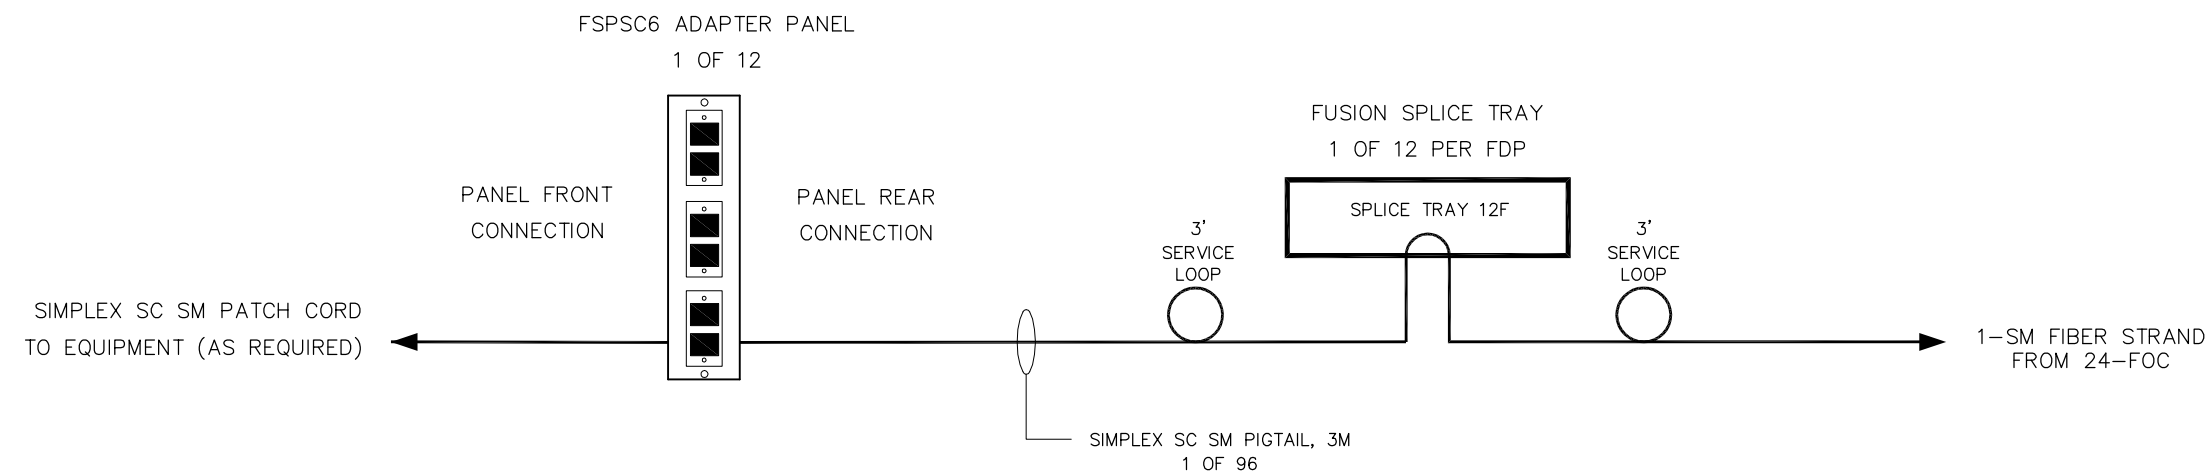 FSPSC6 ADAPTER PANEL
1 OF 12
PANEL FRONT
CONNECTION
PANEL REAR
CONNECTION
SIMPLEX SC SM PATCH CORD
TO EQUIPMENT (AS REQUIRED)
SIMPLEX SC SM PIGTAIL, 3M
1 OF 96
3'
SERVICE
LOOP
FUSION SPLICE TRAY
1 OF 12 PER FDP
SPLICE TRAY 12F
3'
SERVICE
LOOP
1-SM FIBER STRAND
FROM 24-FOC